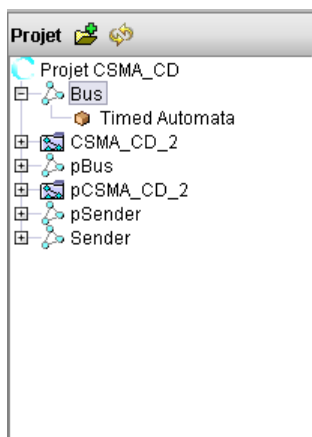 Projet
Projet CSMA_CD
Bus
Timed Automata
CSMA_CD_2
pBus
pCSMA_CD_2
pSender
Sender